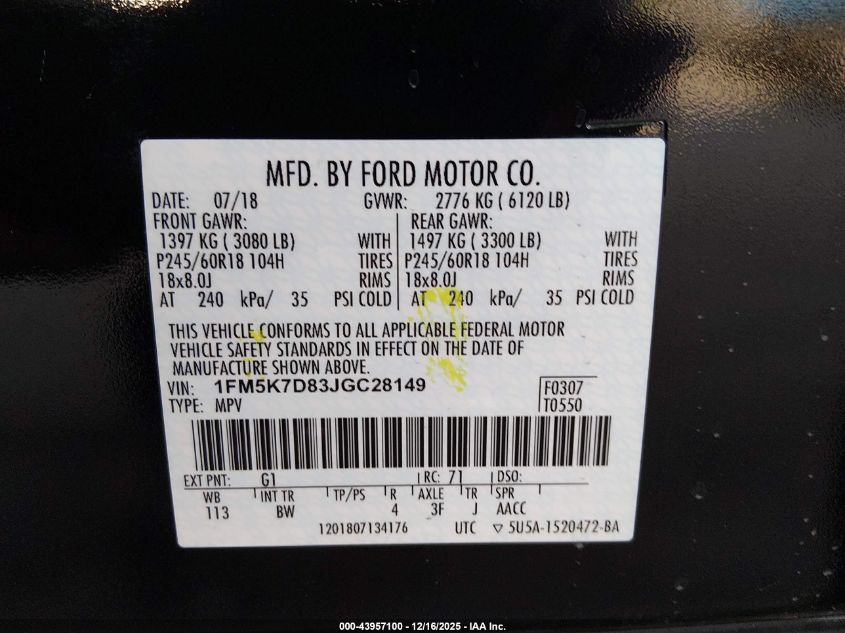 MFD. BY FORD MOTOR CO.
DATE: 07/18 GVWR: 2776 KG ( 6120 LB)
FRONT GAWR: REAR GAWR:
1397 KG ( 3080 LB) WITH 1497 KG ( 3300 LB) WITH
P245/60R18 104H TIRES P245/60R18 104H TIRES
18x8.0J RIMS 18x8.0J RIMS
AT 240 kPa/ 35 PSI COLD AT 240 kPa/ 35 PSI COLD
THIS VEHICLE CONFORMS TO ALL APPLICABLE FEDERAL MOTOR
VEHICLE SAFETY STANDARDS IN EFFECT ON THE DATE OF
MANUFACTURE SHOWN ABOVE.
VIN: 1FM5K7D83JGC28149 F0307
TYPE: MPV T0550
EXT PNT: G1 RC: 71 DSO:
WB INT TR TP/PS R AXLE TR SPR
113 BW 4 3F J AACC
1201807134176 UTC ▽ 5U5A-1520472-BA
000-43957100 - 12/16/2025 - IAA Inc.